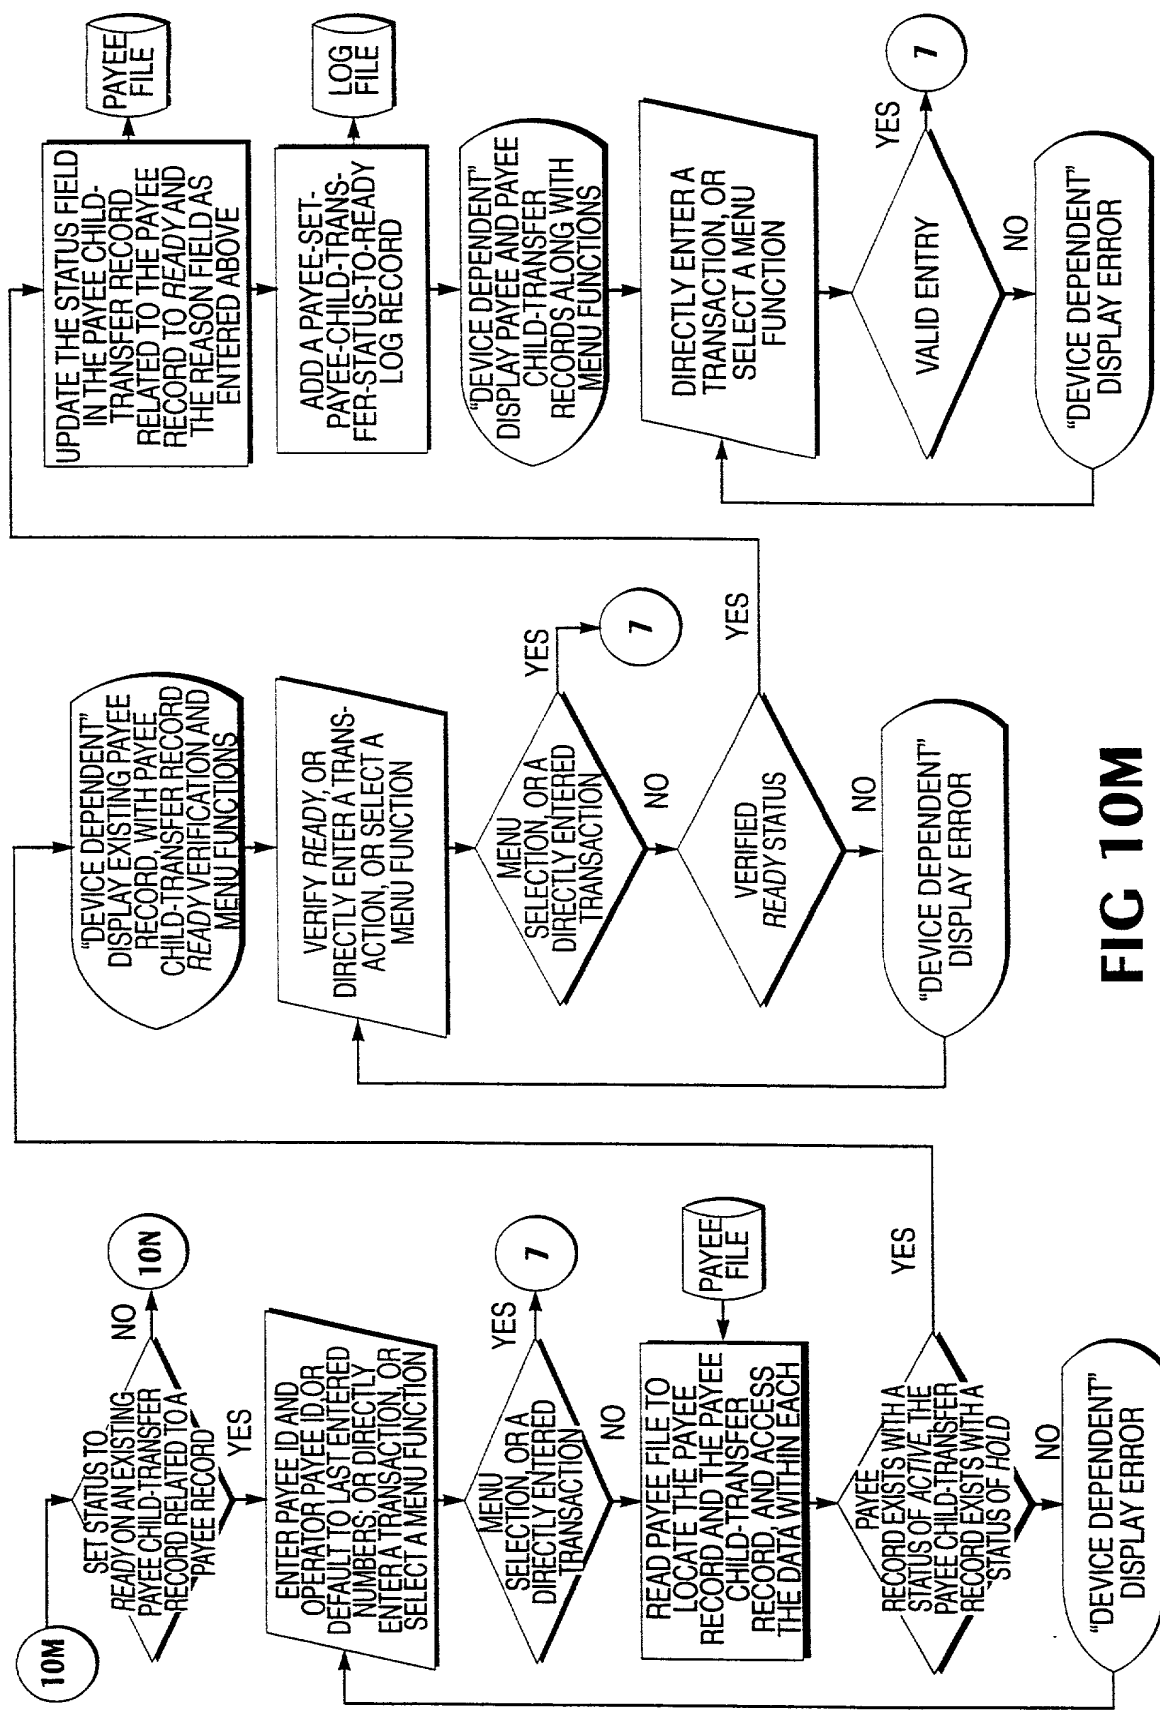 10M
SET STATUS TO
READY ON AN EXISTING
PAYEE CHILD-TRANSFER
RECORD RELATED TO A
PAYEE RECORD
NO
10N
YES
ENTER PAYEE ID AND
OPERATOR PAYEE ID, OR
DEFAULT TO LAST ENTERED
NUMBERS; OR DIRECTLY
ENTER A TRANSACTION, OR
SELECT A MENU FUNCTION
MENU
SELECTION, OR A
DIRECTLY ENTERED
TRANSACTION
YES
7
NO
READ PAYEE FILE TO
LOCATE THE PAYEE
RECORD AND THE PAYEE
CHILD-TRANSFER
RECORD, AND ACCESS
THE DATA WITHIN EACH
PAYEE
FILE
PAYEE
RECORD EXISTS WITH A
STATUS OF ACTIVE, THE
PAYEE CHILD-TRANSFER
RECORD EXISTS WITH A
STATUS OF HOLD
YES
NO
"DEVICE DEPENDENT"
DISPLAY ERROR
"DEVICE DEPENDENT"
DISPLAY EXISTING PAYEE
RECORD, WITH PAYEE
CHILD-TRANSFER RECORD
READY VERIFICATION AND
MENU FUNCTIONS
VERIFY READY, OR
DIRECTLY ENTER A TRANS-
ACTION, OR SELECT A
MENU FUNCTION
MENU
SELECTION, OR A
DIRECTLY ENTERED
TRANSACTION
YES
7
NO
VERIFIED
READY STATUS
YES
NO
"DEVICE DEPENDENT"
DISPLAY ERROR
UPDATE THE STATUS FIELD
IN THE PAYEE CHILD-
TRANSFER RECORD
RELATED TO THE PAYEE
RECORD TO READY AND
THE REASON FIELD AS
ENTERED ABOVE
PAYEE
FILE
ADD A PAYEE-SET-
PAYEE-CHILD-TRANS-
FER-STATUS-TO-READY
LOG RECORD
LOG
FILE
"DEVICE DEPENDENT"
DISPLAY PAYEE AND PAYEE
CHILD-TRANSFER
RECORDS ALONG WITH
MENU FUNCTIONS
DIRECTLY ENTER A
TRANSACTION, OR
SELECT A MENU
FUNCTION
VALID ENTRY
YES
7
NO
"DEVICE DEPENDENT"
DISPLAY ERROR
FIG 10M